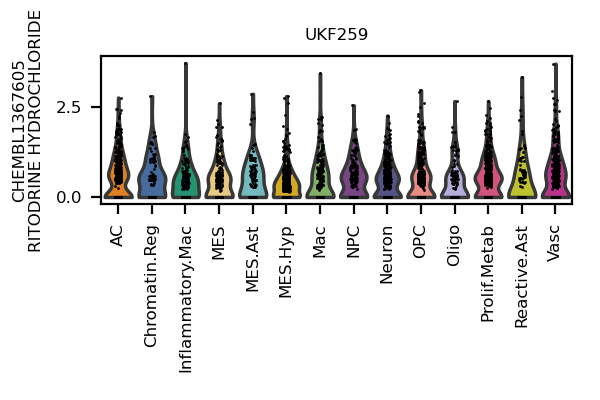 UKF259
CHEMBL1367605
RITODRINE HYDROCHLORIDE
2.5
0.0
AC
Chromatin.Reg
Inflammatory.Mac
MES
MES.Ast
MES.Hyp
Mac
NPC
Neuron
OPC
Oligo
Prolif.Metab
Reactive.Ast
Vasc